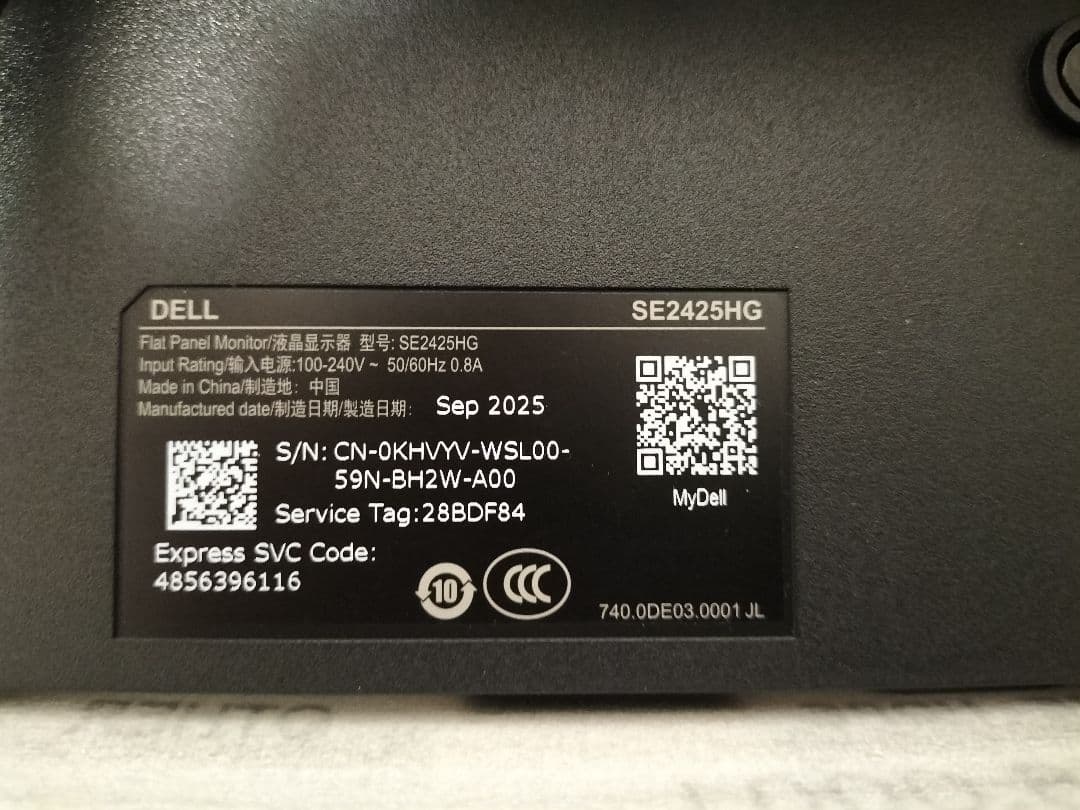 DELL SE2425HG
Flat Panel Monitor/液晶显示器 型号: SE2425HG
Input Rating/输入电源:100-240V ~ 50/60Hz 0.8A
Made in China/制造地: 中国
Manufactured date/制造日期/製造日期: Sep 2025
S/N: CN-0KHVYV-WSL00-
59N-BH2W-A00
Service Tag:28BDF84
MyDell
Express SVC Code:
4856396116
10
CCC
740.0DE03.0001 JL